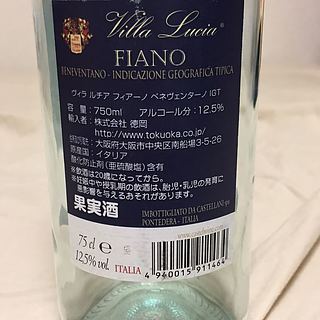 Villa Lucia®
FIANO
BENEVENTANO - INDICAZIONE GEOGRAFICA TIPICA
ヴィラ ルチア フィアーノ ベネヴェンターノ IGT
容 量：750ml アルコール分：12.5%
輸入者：株式会社 徳岡
http://www.tokuoka.co.jp/
大阪府大阪市中央区南船場3-5-26
原産国：イタリア
酸化防止剤（亜硫酸塩）含有
※飲酒は20歳になってから。
※妊娠中や授乳期の飲酒は、胎児・乳児の発育に
悪影響を与えるおそれがあります。
果実酒
IMBOTTIGLIATO DA CASTELLANI spa
PONTEDERA - ITALIA
75 cl e
12,5% vol. ITALIA
4 940015 911464